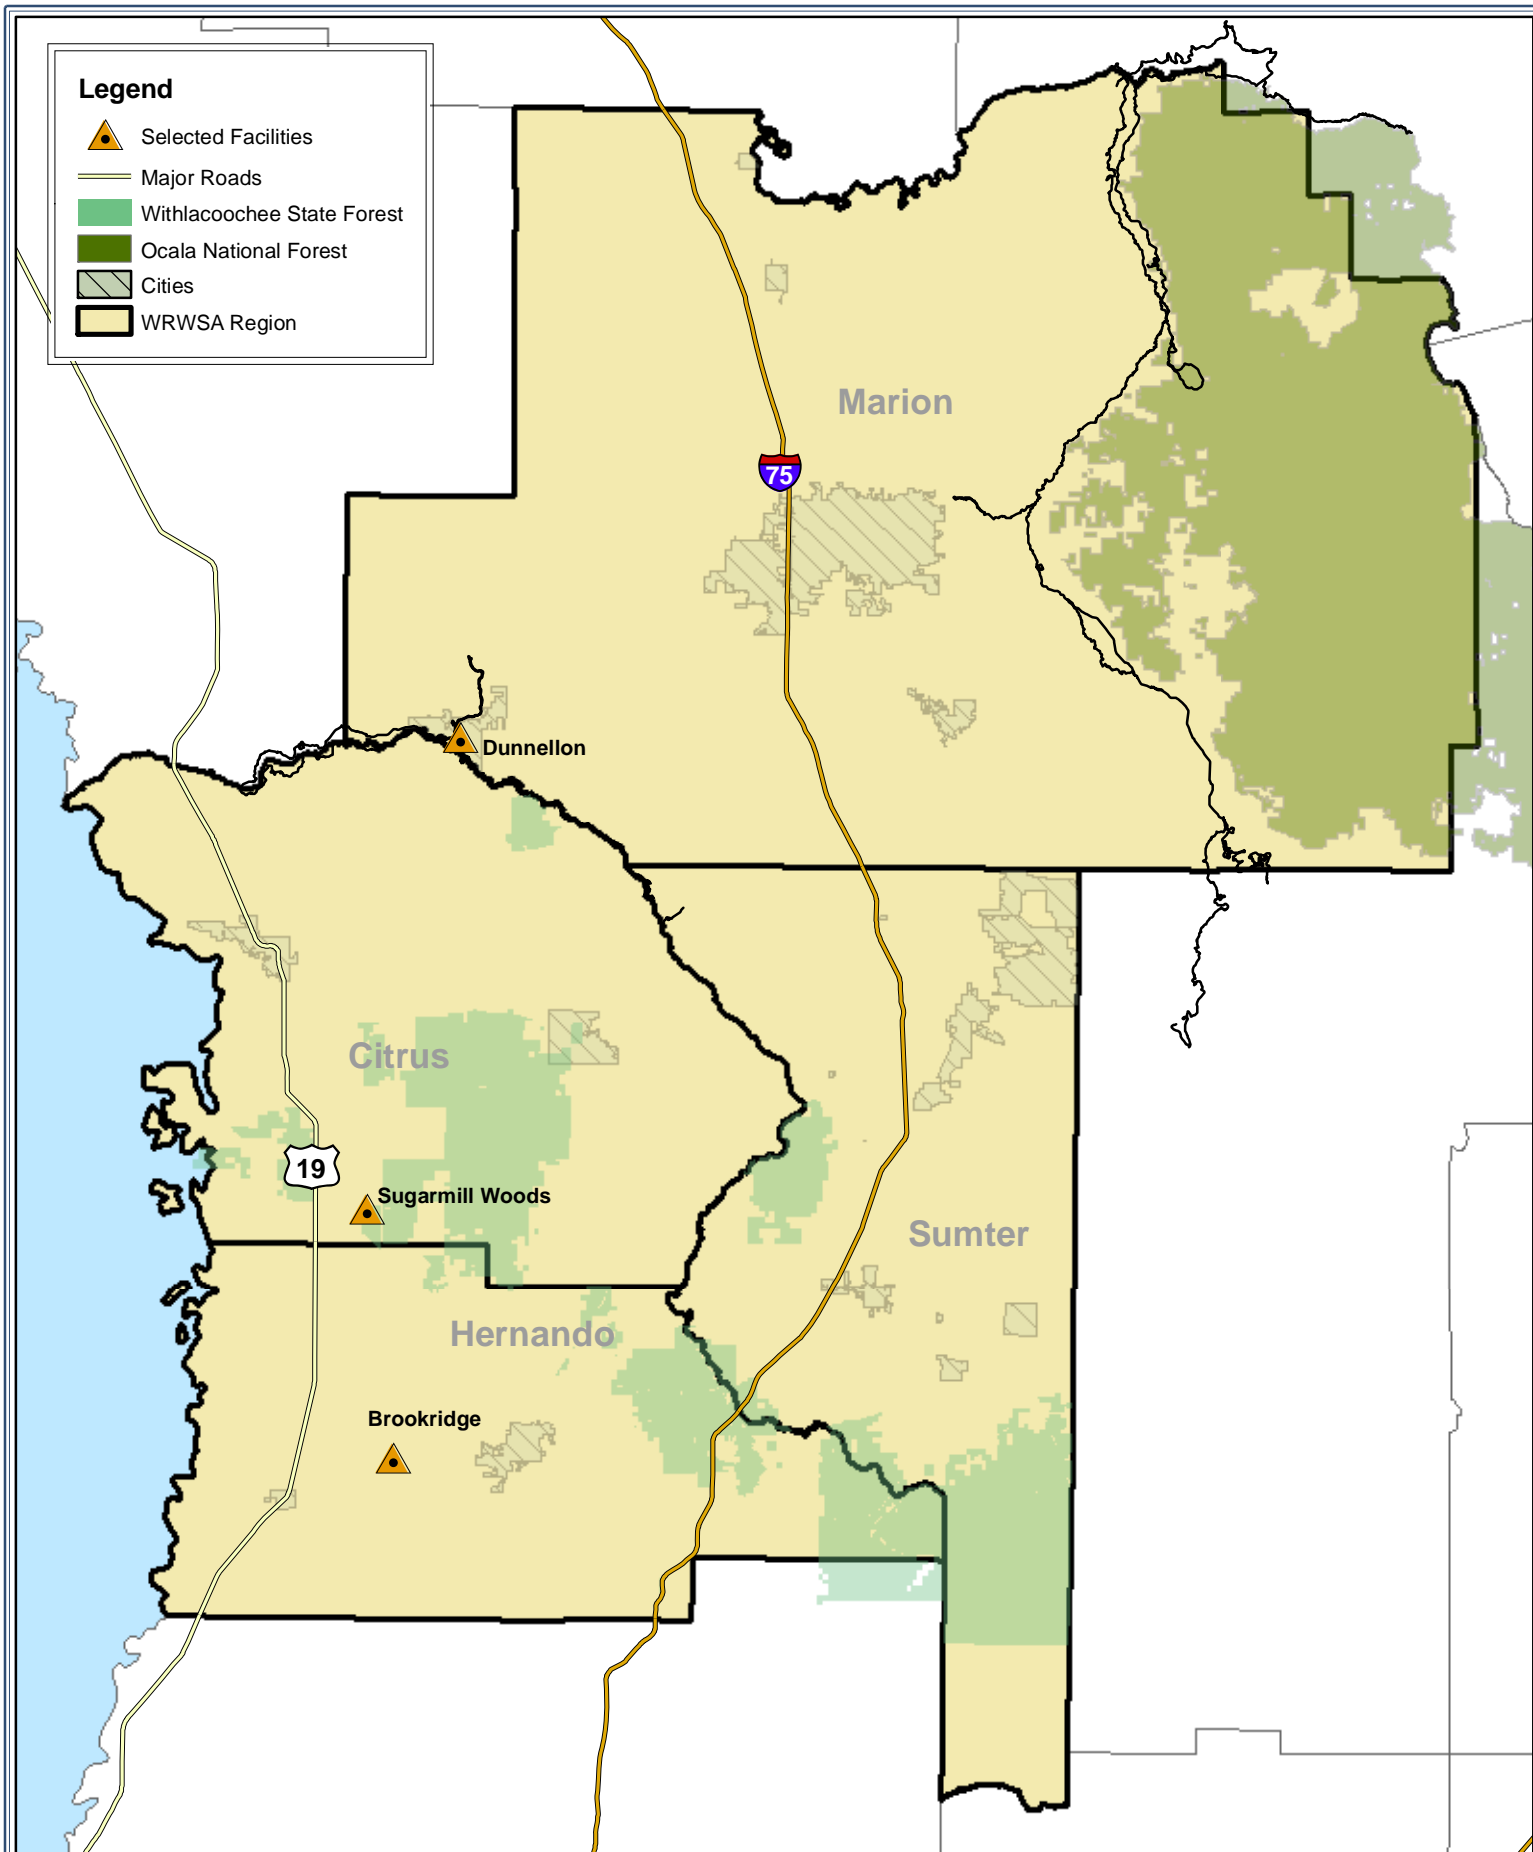 Legend
Selected Facilities
Major Roads
Withlacoochee State Forest
Ocala National Forest
Cities
WRWSA Region
Marion
75
Dunnellon
Citrus
19
Sugarmill Woods
Sumter
Hernando
Brookridge